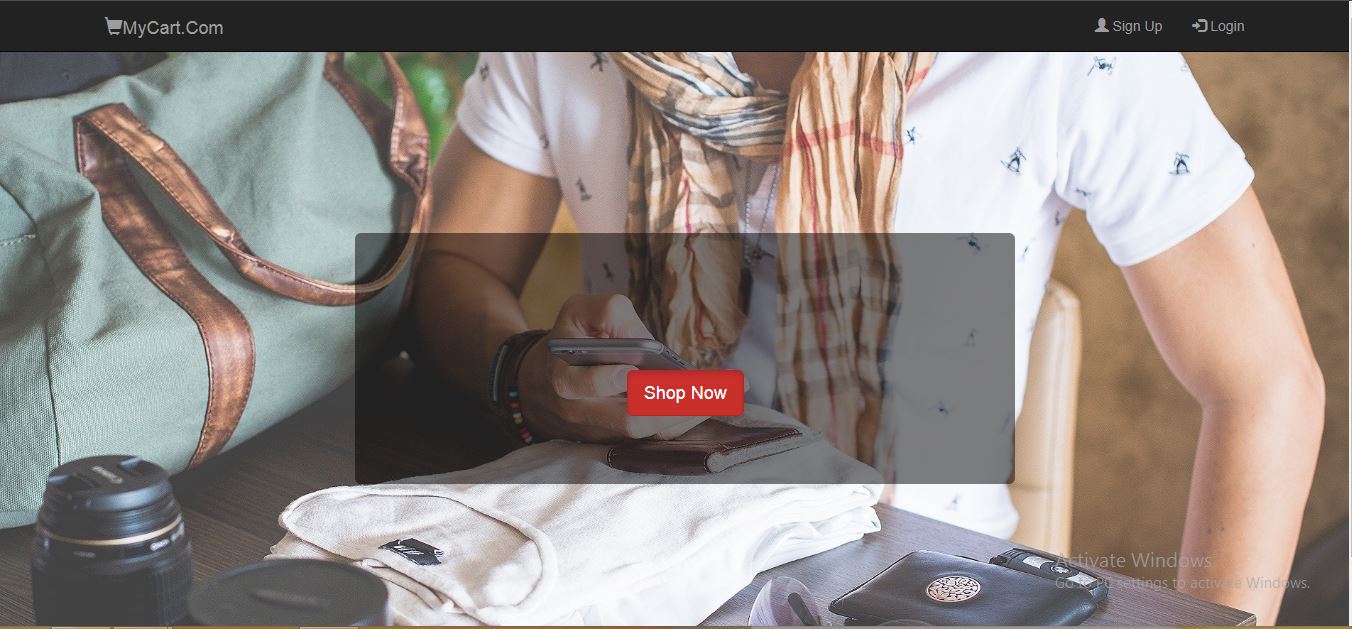 MyCart.Com
Sign Up
Login
Shop Now
Activate Windows
Go to PC settings to activate Windows.